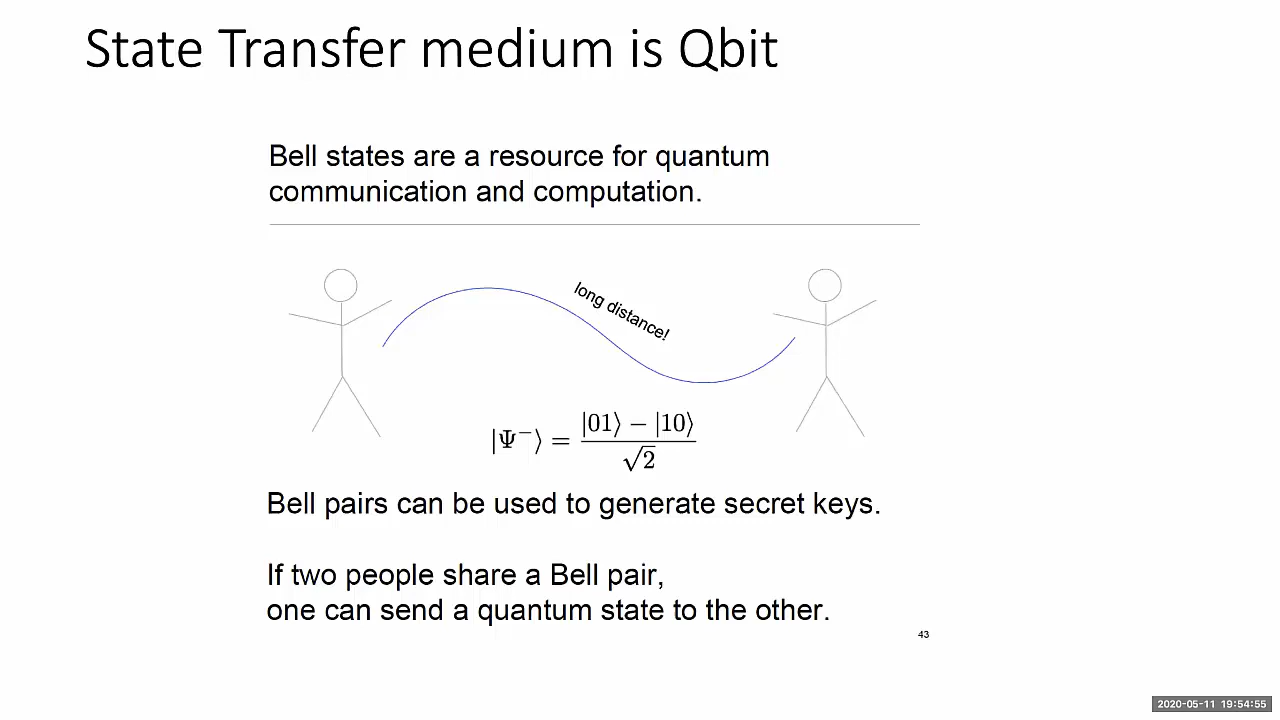 State Transfer medium is Qbit
Bell states are a resource for quantum
communication and computation.
long distance!
|Ψ⁻⟩ = |01⟩ − |10⟩ / √2
Bell pairs can be used to generate secret keys.
If two people share a Bell pair,
one can send a quantum state to the other.
43
2020-05-11 19:54:55